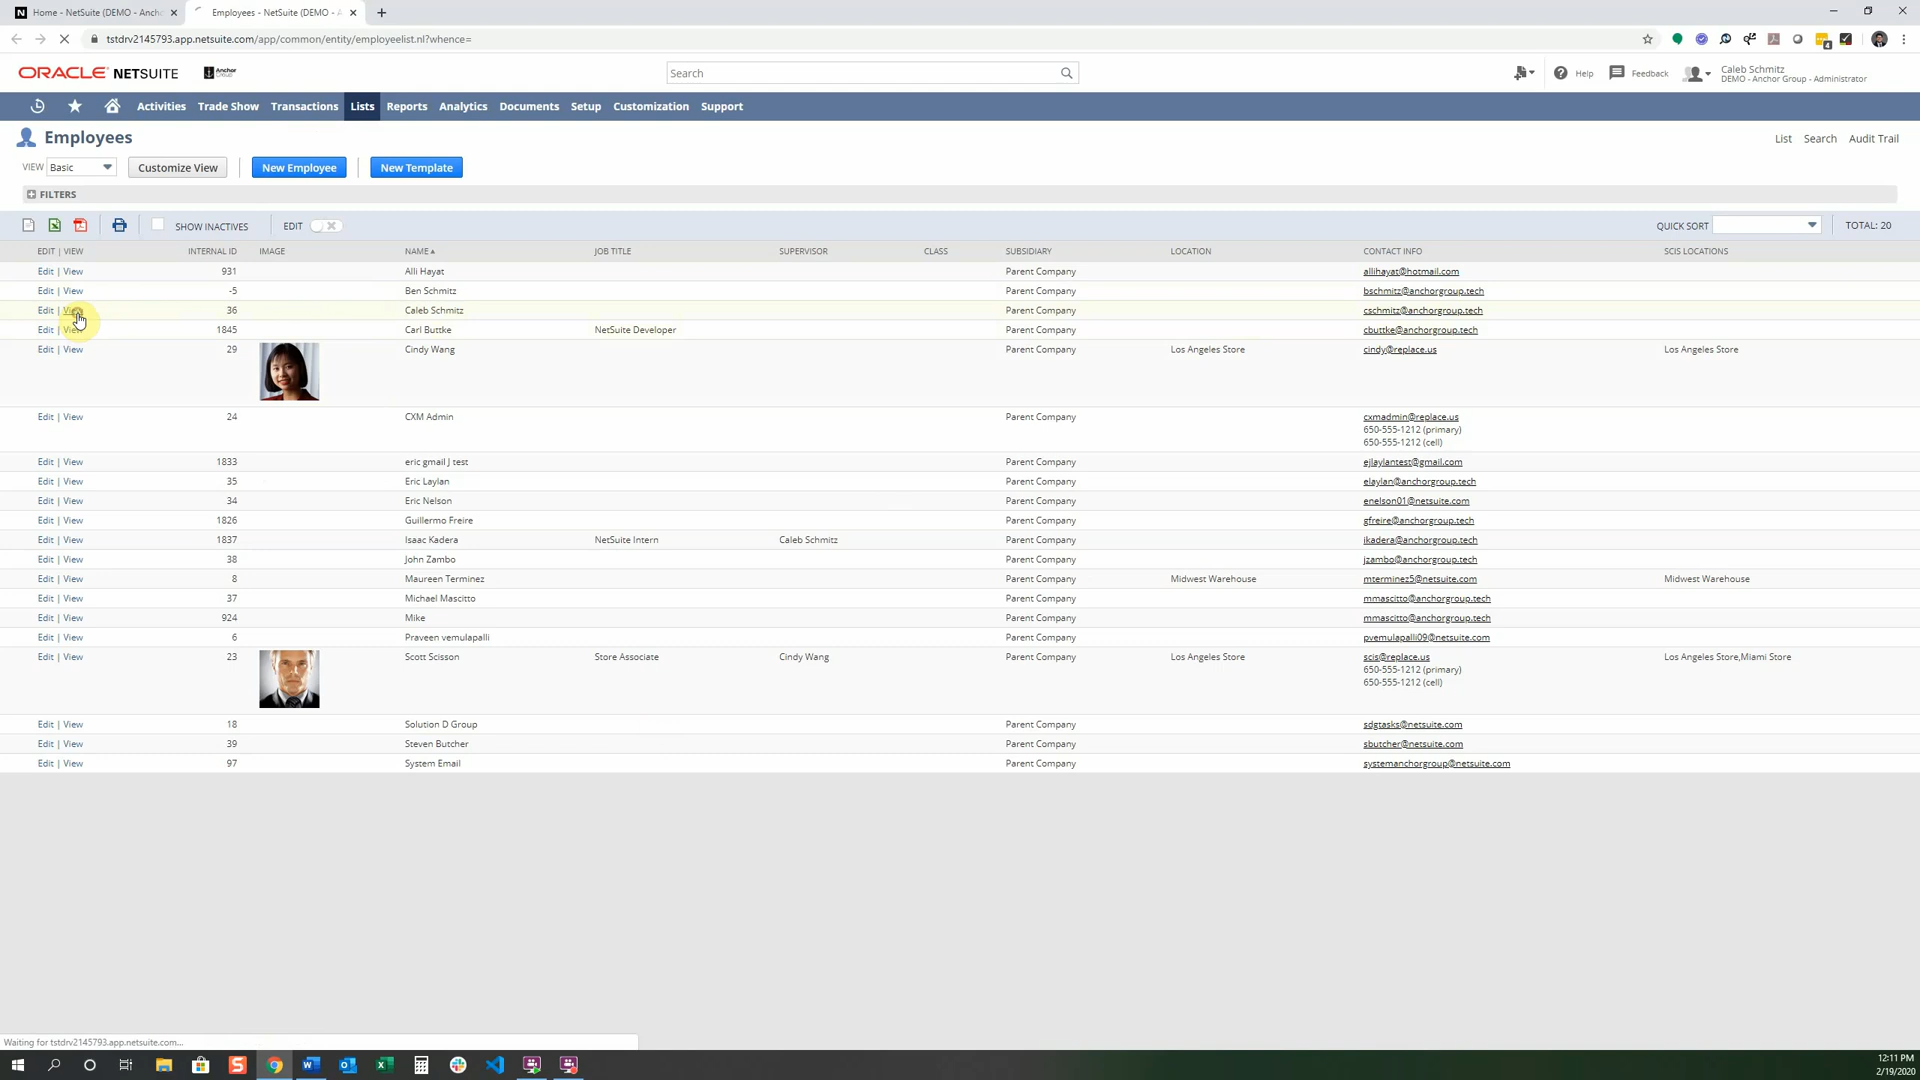 Home - NetSuite (DEMO - Ancho
Employees - NetSuite (DEMO - A
tstdrv2145793.app.netsuite.com/app/common/entity/employeelist.nl?whence=
4
ORACLE NETSUITE
Anchor Group
Search
Help
Feedback
Caleb Schmitz
DEMO - Anchor Group - Administrator
Activities Trade Show Transactions Lists Reports Analytics Documents Setup Customization Support
Employees
List Search Audit Trail
VIEW Basic Customize View New Employee New Template
FILTERS
SHOW INACTIVES EDIT QUICK SORT TOTAL: 20
EDIT | VIEW INTERNAL ID IMAGE NAME JOB TITLE SUPERVISOR CLASS SUBSIDIARY LOCATION CONTACT INFO SCIS LOCATIONS
Edit | View 931 Alli Hayat Parent Company allihayat@hotmail.com
Edit | View -5 Ben Schmitz Parent Company bschmitz@anchorgroup.tech
Edit | View 36 Caleb Schmitz Parent Company cschmitz@anchorgroup.tech
Edit | View 1845 Carl Buttke NetSuite Developer Parent Company cbuttke@anchorgroup.tech
Edit | View 29 Cindy Wang Parent Company Los Angeles Store cindy@replace.us Los Angeles Store
Edit | View 24 CXM Admin Parent Company cxmadmin@replace.us
650-555-1212 (primary)
650-555-1212 (cell)
Edit | View 1833 eric gmail J test Parent Company ejlaylantest@gmail.com
Edit | View 35 Eric Laylan Parent Company elaylan@anchorgroup.tech
Edit | View 34 Eric Nelson Parent Company enelson01@netsuite.com
Edit | View 1826 Guillermo Freire Parent Company gfreire@anchorgroup.tech
Edit | View 1837 Isaac Kadera NetSuite Intern Caleb Schmitz Parent Company ikadera@anchorgroup.tech
Edit | View 38 John Zambo Parent Company jzambo@anchorgroup.tech
Edit | View 8 Maureen Terminez Parent Company Midwest Warehouse mterminez5@netsuite.com Midwest Warehouse
Edit | View 37 Michael Mascitto Parent Company mmascitto@anchorgroup.tech
Edit | View 924 Mike Parent Company mmascitto@anchorgroup.tech
Edit | View 6 Praveen vemulapalli Parent Company pvemulapalli09@netsuite.com
Edit | View 23 Scott Scisson Store Associate Cindy Wang Parent Company Los Angeles Store scis@replace.us Los Angeles Store,Miami Store
650-555-1212 (primary)
650-555-1212 (cell)
Edit | View 18 Solution D Group Parent Company sdgtasks@netsuite.com
Edit | View 39 Steven Butcher Parent Company sbutcher@netsuite.com
Edit | View 97 System Email Parent Company systemanchorgroup@netsuite.com
Waiting for tstdrv2145793.app.netsuite.com...
12:11 PM
2/19/2020